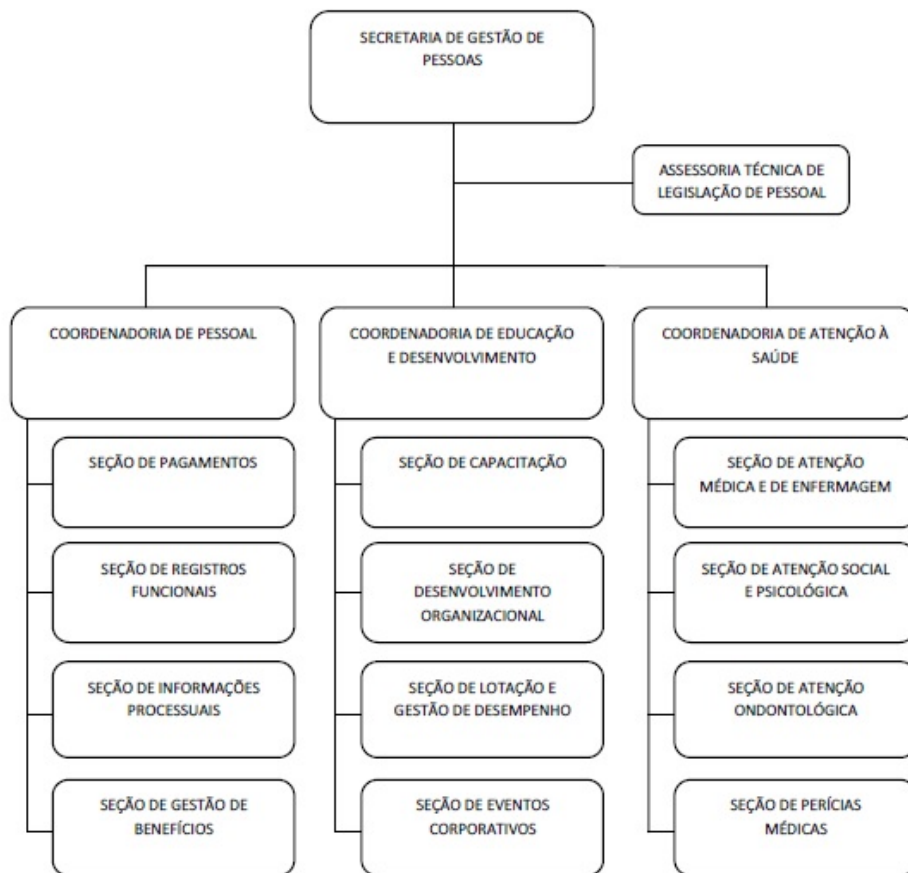 SECRETARIA DE GESTÃO DE
PESSOAS
ASSESSORIA TÉCNICA DE
LEGISLAÇÃO DE PESSOAL
COORDENADORIA DE PESSOAL
SEÇÃO DE PAGAMENTOS
SEÇÃO DE REGISTROS
FUNCIONAIS
SEÇÃO DE INFORMAÇÕES
PROCESSUAIS
SEÇÃO DE GESTÃO DE
BENEFÍCIOS
COORDENADORIA DE EDUCAÇÃO
E DESENVOLVIMENTO
SEÇÃO DE CAPACITAÇÃO
SEÇÃO DE
DESENVOLVIMENTO
ORGANIZACIONAL
SEÇÃO DE LOTAÇÃO E
GESTÃO DE DESEMPENHO
SEÇÃO DE EVENTOS
CORPORATIVOS
COORDENADORIA DE ATENÇÃO À
SAÚDE
SEÇÃO DE ATENÇÃO
MÉDICA E DE ENFERMAGEM
SEÇÃO DE ATENÇÃO SOCIAL
E PSICOLÓGICA
SEÇÃO DE ATENÇÃO
ONDONTOLÓGICA
SEÇÃO DE PERÍCIAS
MÉDICAS